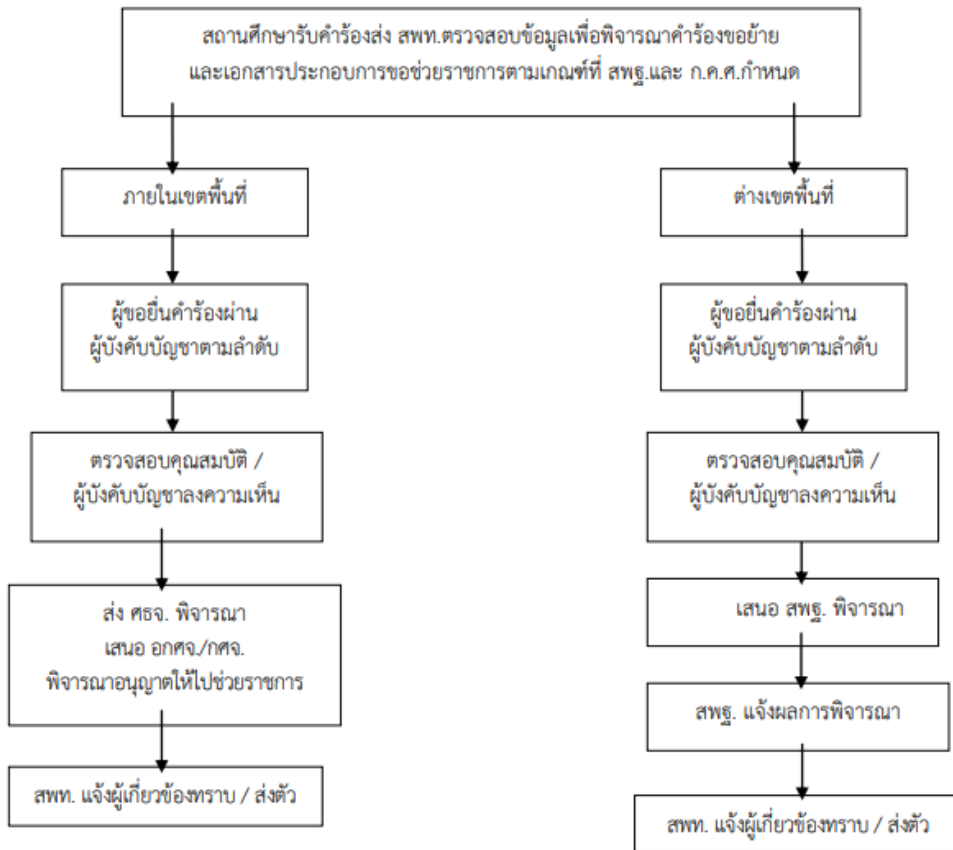 สถานศึกษารับคำร้องส่ง สพท.ตรวจสอบข้อมูลเพื่อพิจารณาคำร้องขอย้าย
และเอกสารประกอบการขอช่วยราชการตามเกณฑ์ที่ สพฐ.และ ก.ค.ศ.กำหนด
ภายในเขตพื้นที่
ผู้ขอยื่นคำร้องผ่าน
ผู้บังคับบัญชาตามลำดับ
ตรวจสอบคุณสมบัติ /
ผู้บังคับบัญชาลงความเห็น
ส่ง ศธจ. พิจารณา
เสนอ อกศจ./กศจ.
พิจารณาอนุญาตให้ไปช่วยราชการ
สพท. แจ้งผู้เกี่ยวข้องทราบ / ส่งตัว
ต่างเขตพื้นที่
ผู้ขอยื่นคำร้องผ่าน
ผู้บังคับบัญชาตามลำดับ
ตรวจสอบคุณสมบัติ /
ผู้บังคับบัญชาลงความเห็น
เสนอ สพฐ. พิจารณา
สพฐ. แจ้งผลการพิจารณา
สพท. แจ้งผู้เกี่ยวข้องทราบ / ส่งตัว